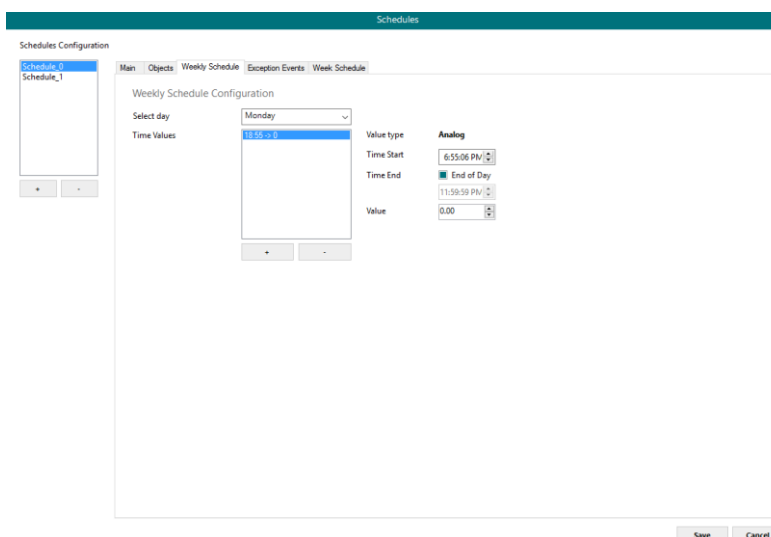 Schedules
Schedules Configuration
Schedule_0
Schedule_1
+ -
Main Objects Weekly Schedule Exception Events Week Schedule
Weekly Schedule Configuration
Select day Monday
Time Values 18:55 -> 0
Value type Analog
Time Start 6:55:06 PM
Time End End of Day
11:59:59 PM
Value 0.00
+ -
Save Cancel